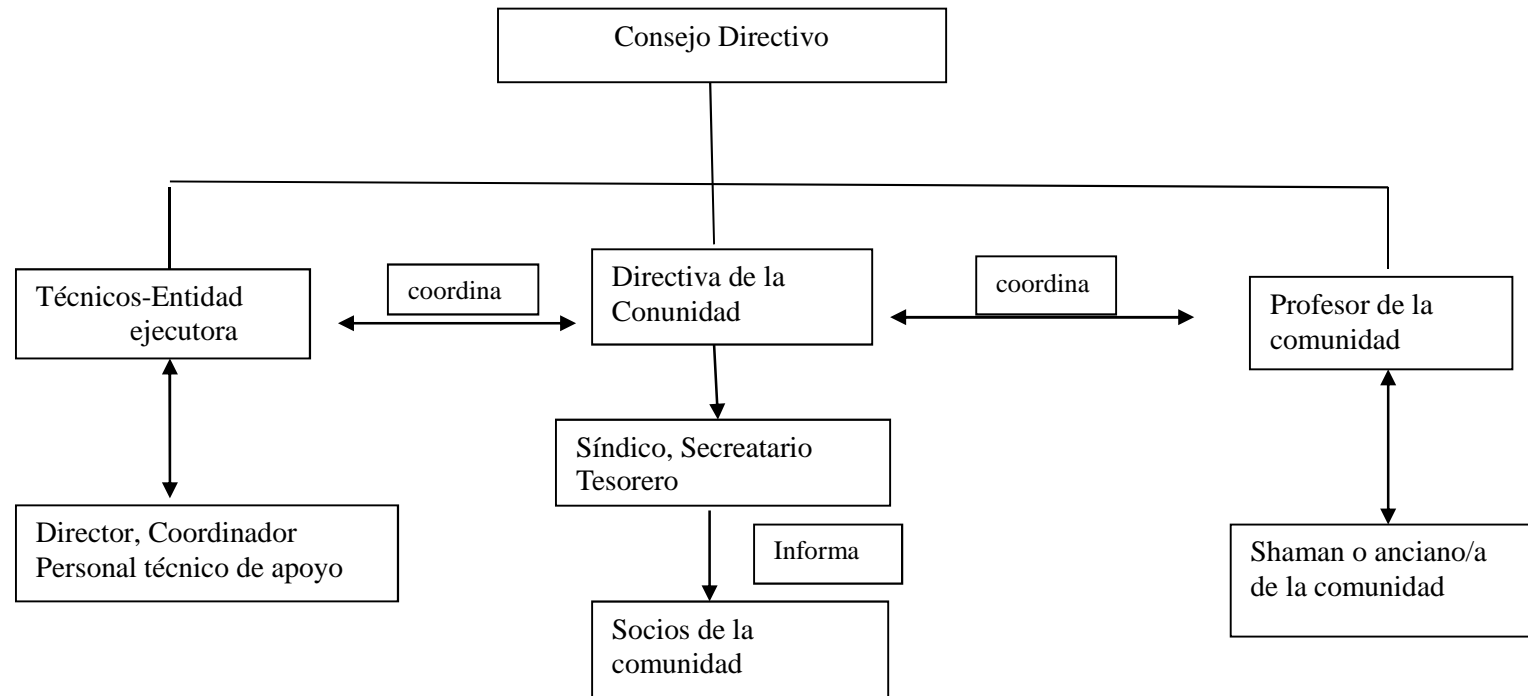 Consejo Directivo
Técnicos-Entidad
ejecutora
coordina
Directiva de la
Conunidad
coordina
Profesor de la
comunidad
Síndico, Secreatario
Tesorero
Director, Coordinador
Personal técnico de apoyo
Informa
Shaman o anciano/a
de la comunidad
Socios de la
comunidad